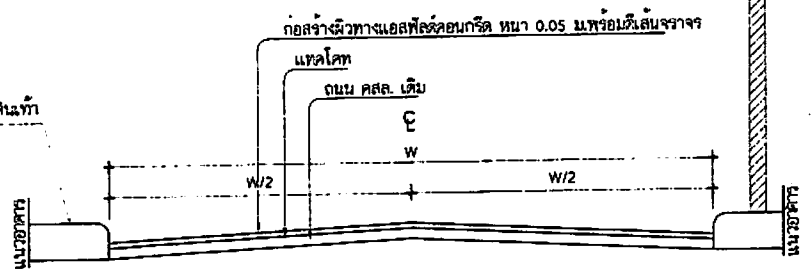 ก่อสร้างผิวทางแอสฟัลต์คอนกรีต หนา 0.05 ม.พร้อมตีเส้นจราจร
แทคโคท
ถนน คสล. เดิม
W
W/2
W/2
แนวอาคาร
แนวอาคาร